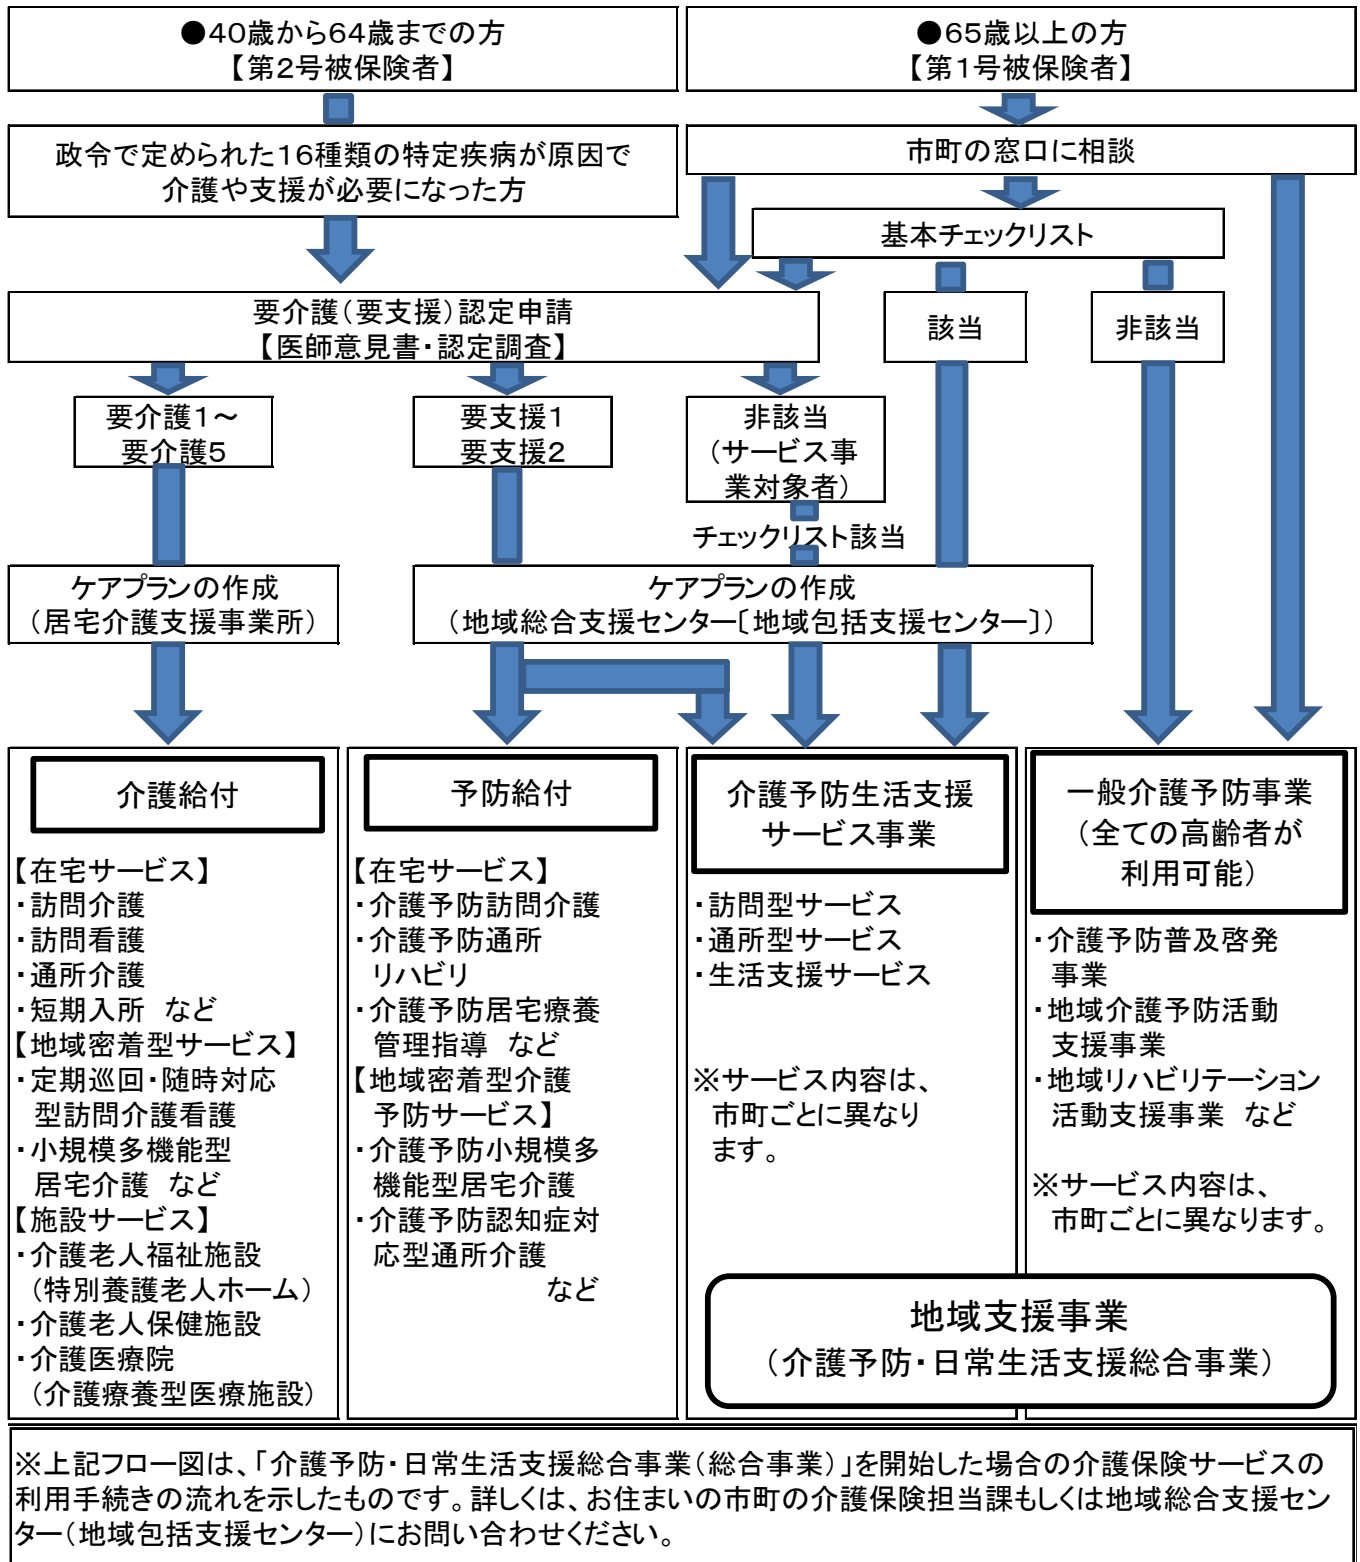 ●40歳から64歳までの方
【第2号被保険者】
●65歳以上の方
【第1号被保険者】
政令で定められた16種類の特定疾病が原因で
介護や支援が必要になった方
市町の窓口に相談
基本チェックリスト
要介護(要支援)認定申請
【医師意見書・認定調査】
該当
非該当
要介護1～
要介護5
要支援1
要支援2
非該当
(サービス事
業対象者)
チェックリスト該当
ケアプランの作成
(居宅介護支援事業所)
ケアプランの作成
(地域総合支援センター〔地域包括支援センター〕)
介護給付
【在宅サービス】
・訪問介護
・訪問看護
・通所介護
・短期入所 など
【地域密着型サービス】
・定期巡回・随時対応
型訪問介護看護
・小規模多機能型
居宅介護 など
【施設サービス】
・介護老人福祉施設
(特別養護老人ホーム)
・介護老人保健施設
・介護医療院
(介護療養型医療施設)
予防給付
【在宅サービス】
・介護予防訪問介護
・介護予防通所
リハビリ
・介護予防居宅療養
管理指導 など
【地域密着型介護
予防サービス】
・介護予防小規模多
機能型居宅介護
・介護予防認知症対
応型通所介護
など
介護予防生活支援
サービス事業
・訪問型サービス
・通所型サービス
・生活支援サービス
※サービス内容は、
市町ごとに異なり
ます。
一般介護予防事業
(全ての高齢者が
利用可能)
・介護予防普及啓発
事業
・地域介護予防活動
支援事業
・地域リハビリテーション
活動支援事業 など
※サービス内容は、
市町ごとに異なります。
地域支援事業
(介護予防・日常生活支援総合事業)
※上記フロー図は、「介護予防・日常生活支援総合事業(総合事業)」を開始した場合の介護保険サービスの
利用手続きの流れを示したものです。詳しくは、お住まいの市町の介護保険担当課もしくは地域総合支援セン
ター(地域包括支援センター)にお問い合わせください。